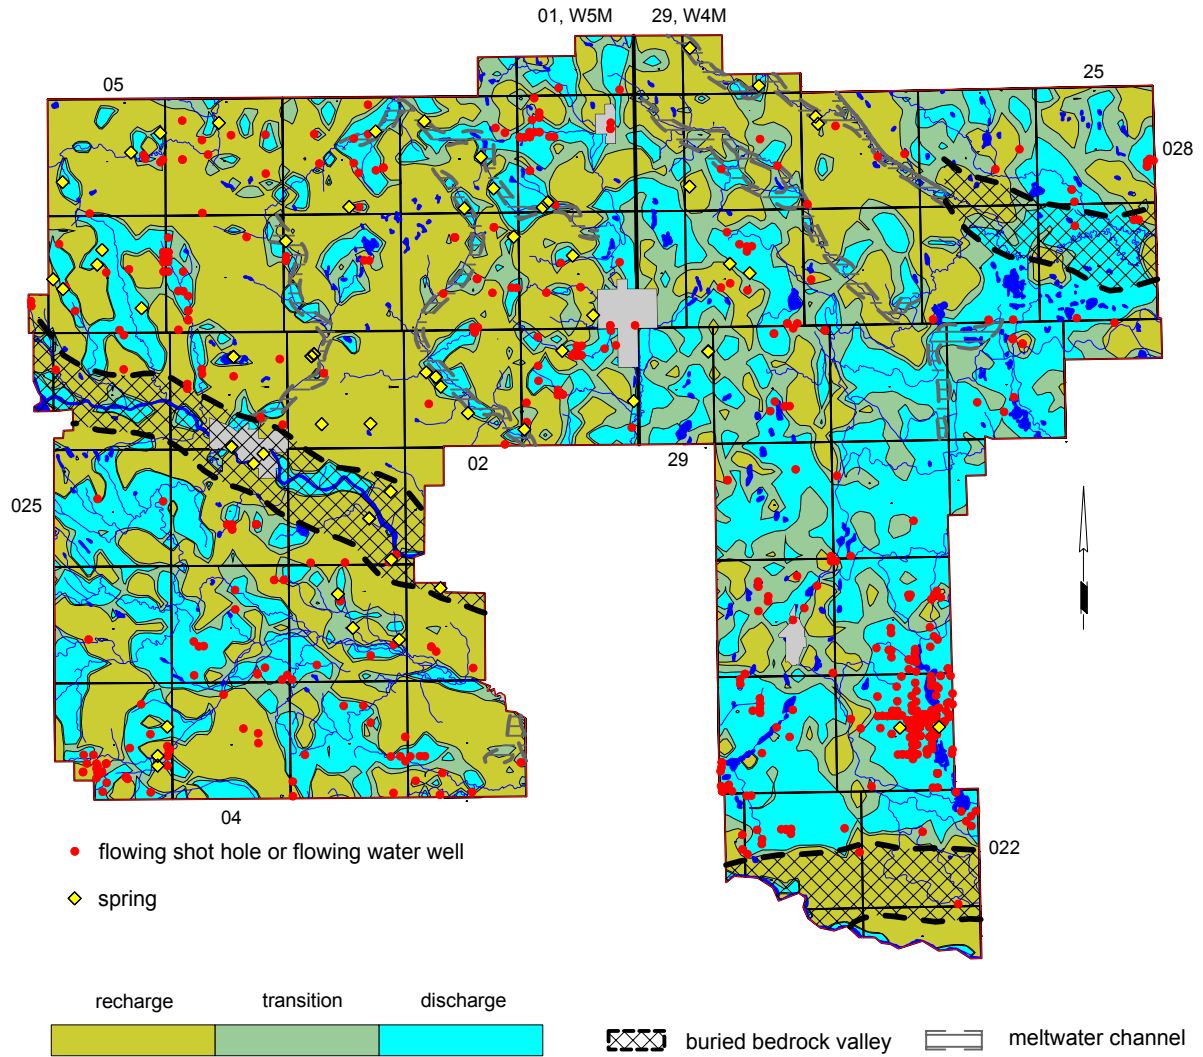 01, W5M 29, W4M
05 25
028
02 29
025
04
022
flowing shot hole or flowing water well
spring
recharge transition discharge
buried bedrock valley meltwater channel